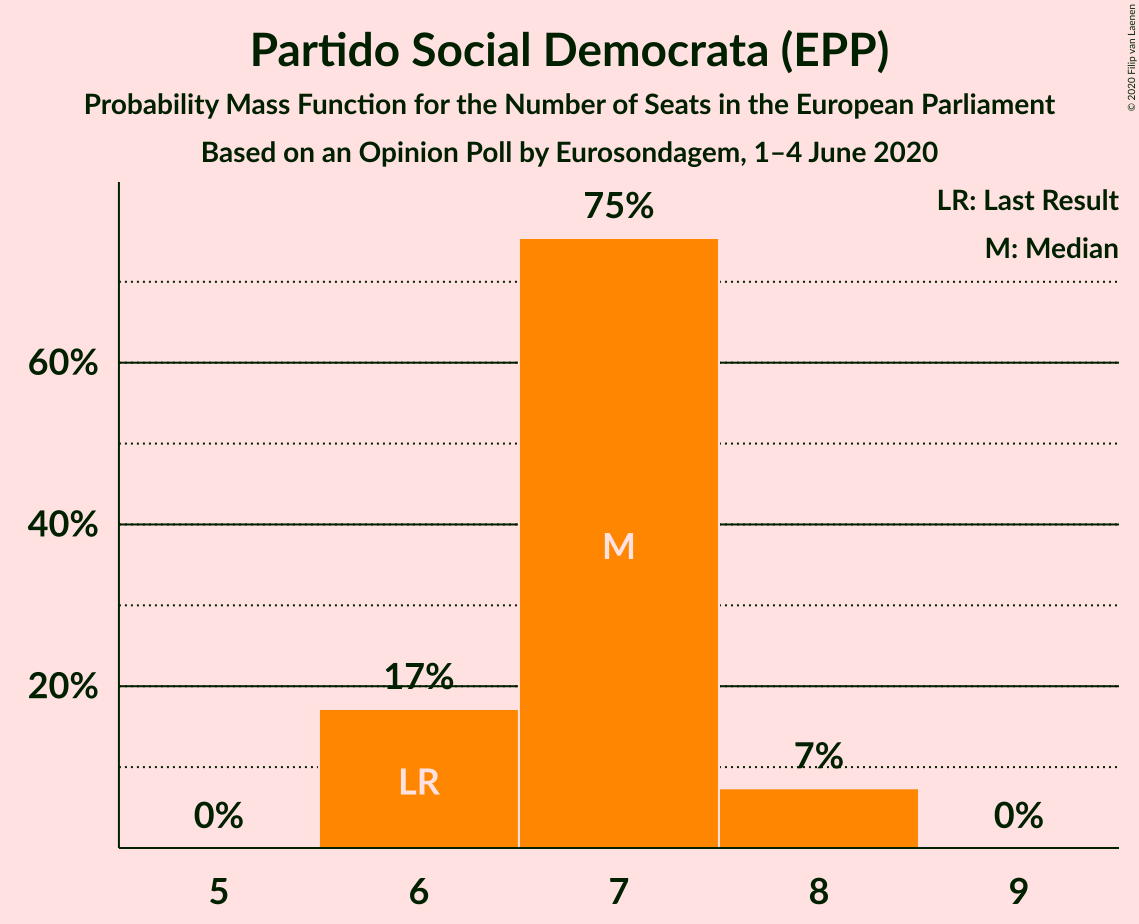 Partido Social Democrata (EPP)
Probability Mass Function for the Number of Seats in the European Parliament
Based on an Opinion Poll by Eurosondagem, 1–4 June 2020
© 2020 Filip van Laenen
LR: Last Result
M: Median
75%
60%
40%
M
20%
17%
7%
LR
0%
0%
5
6
7
8
9